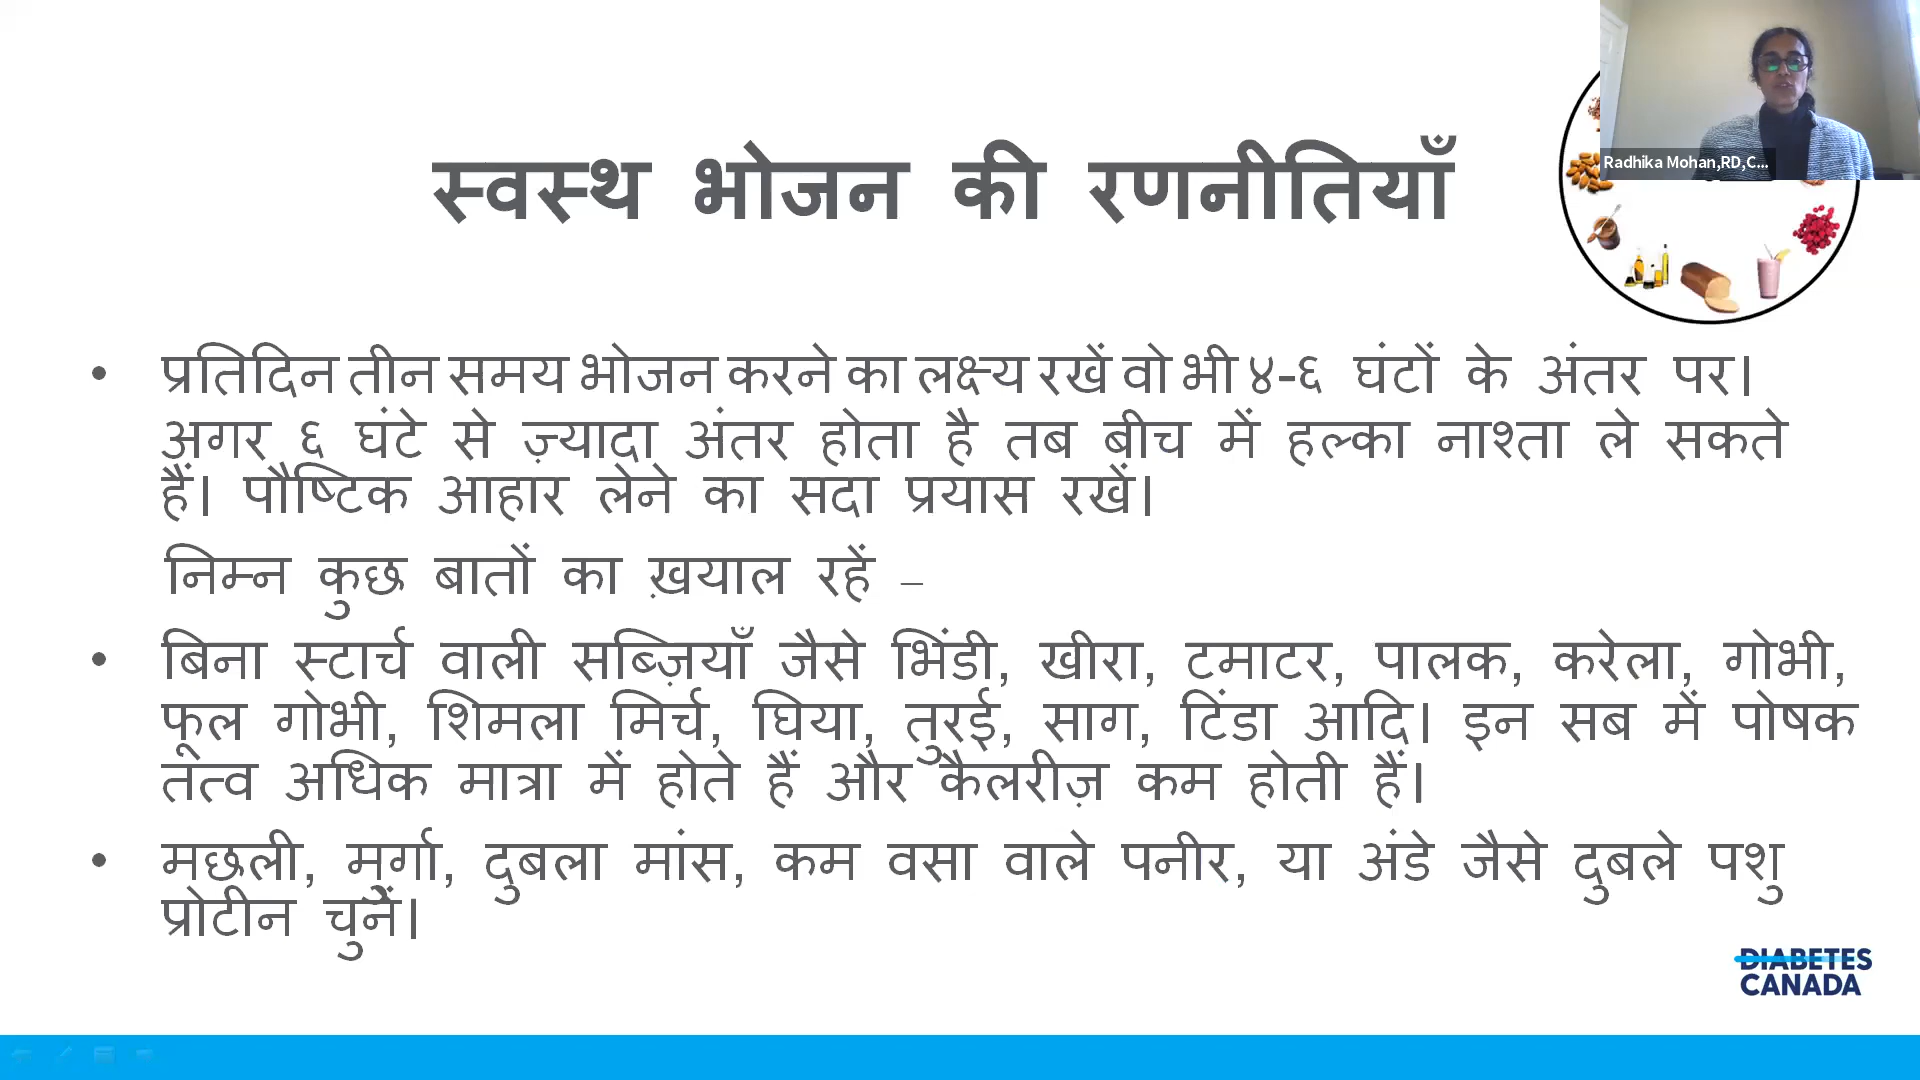 स्वस्थ भोजन की रणनीतियाँ
Radhika Mohan,RD,C...
• प्रतिदिन तीन समय भोजन करने का लक्ष्य रखें वो भी ४-६ घंटों के अंतर पर।
अगर ६ घंटे से ज़्यादा अंतर होता है तब बीच में हल्का नाश्ता ले सकते
हैं। पौष्टिक आहार लेने का सदा प्रयास रखें।
निम्न कुछ बातों का ख़याल रहें –
• बिना स्टार्च वाली सब्ज़ियाँ जैसे भिंडी, खीरा, टमाटर, पालक, करेला, गोभी,
फूल गोभी, शिमला मिर्च, घिया, तुरई, साग, टिंडा आदि। इन सब में पोषक
तत्व अधिक मात्रा में होते हैं और कैलरीज़ कम होती हैं।
• मछली, मुर्गा, दुबला मांस, कम वसा वाले पनीर, या अंडे जैसे दुबले पशु
प्रोटीन चुनें।
DIABETES
CANADA